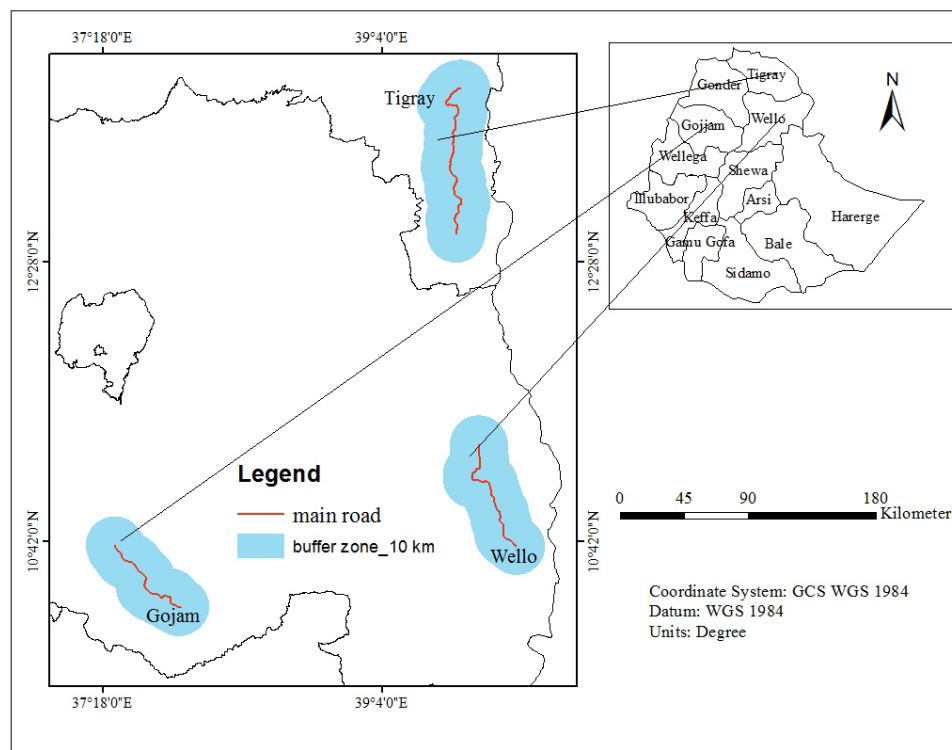 37°18'0"E
39°4'0"E
Tigray
12°28'0"N
12°28'0"N
Legend
main road
buffer zone_10 km
10°42'0"N
10°42'0"N
Wello
Gojam
37°18'0"E
39°4'0"E
N
Tigray
Gonder
Gojjam
Wello
Wellega
Shewa
Illubabor
Arsi
Keffa
Harerge
Gamu Gofa
Bale
Sidamo
0 45 90 180
Kilometer
Coordinate System: GCS WGS 1984
Datum: WGS 1984
Units: Degree